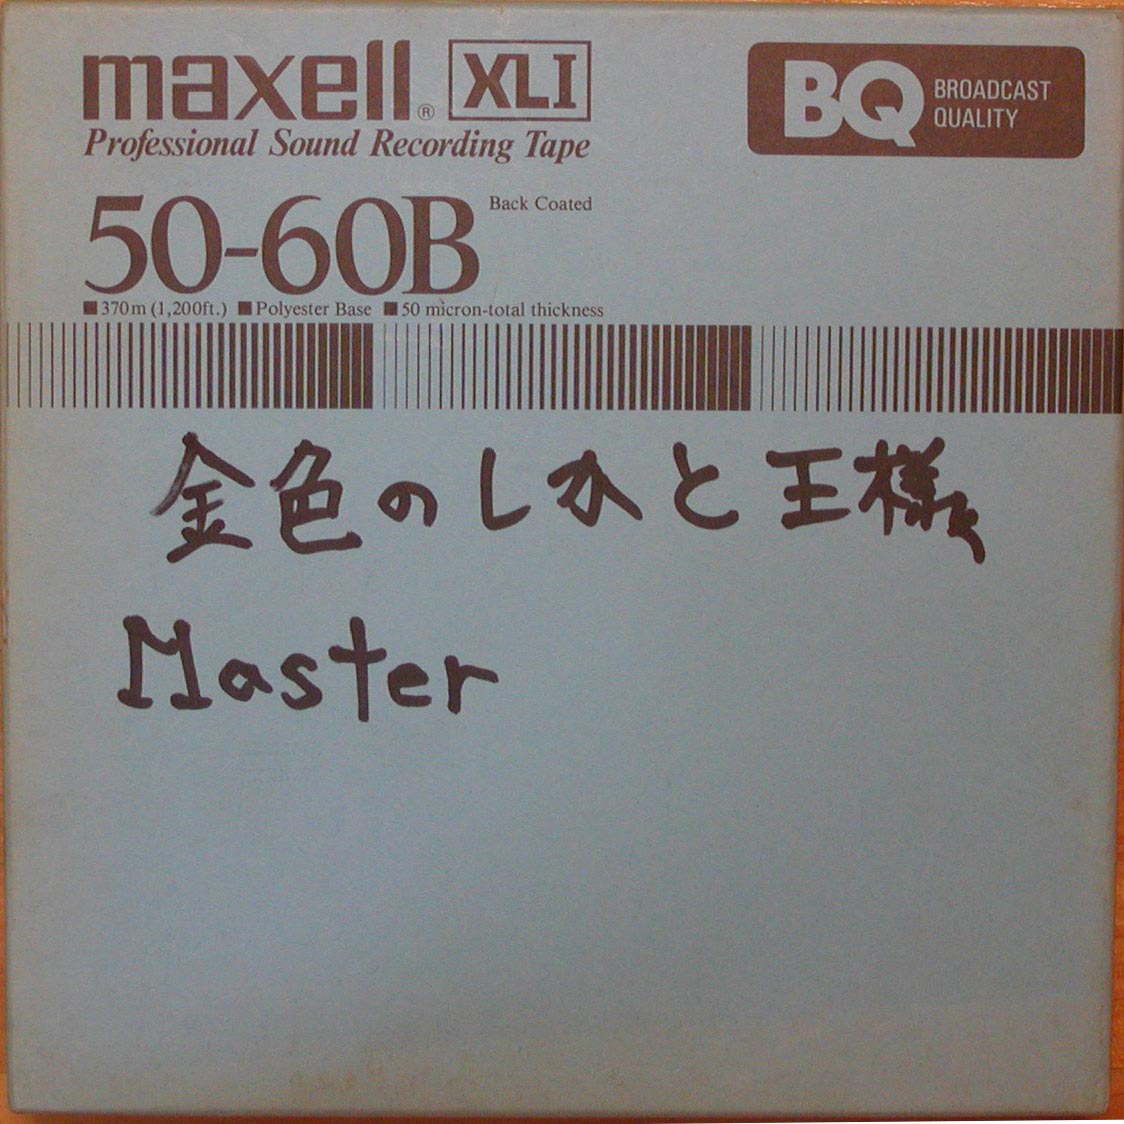 maxell® XLI
Professional Sound Recording Tape
BQ BROADCAST QUALITY
50-60B Back Coated
■370m (1,200ft.) ■Polyester Base ■50 micron-total thickness
金色のしかと王様
Master